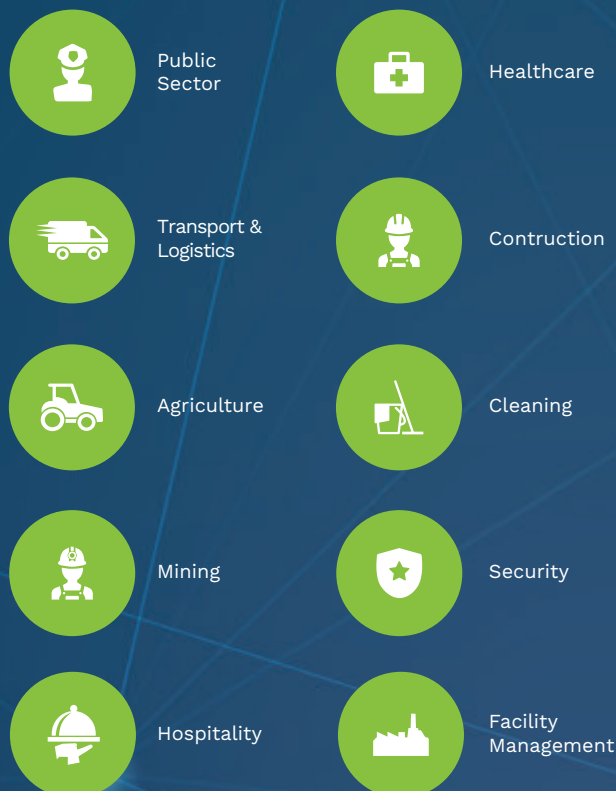 Public
Sector
Healthcare
Transport &
Logistics
Contruction
Agriculture
Cleaning
Mining
Security
Hospitality
Facility
Management